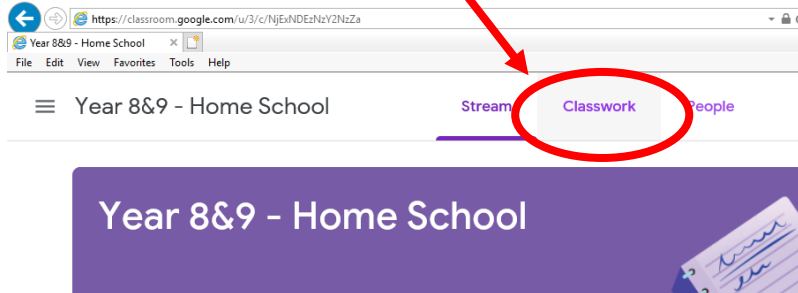 https://classroom.google.com/u/3/c/NjExNDEzNzY2NzZa
Year 8&9 - Home School
File Edit View Favorites Tools Help
Year 8&9 - Home School Stream Classwork People
Year 8&9 - Home School